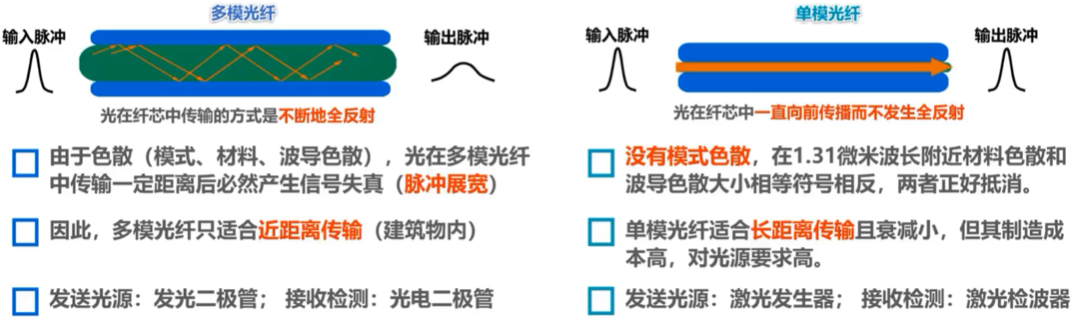 多模光纤
输入脉冲
输出脉冲
光在纤芯中传输的方式是不断地全反射
由于色散（模式、材料、波导色散），光在多模光纤
中传输一定距离后必然产生信号失真（脉冲展宽）
因此，多模光纤只适合近距离传输（建筑物内）
发送光源：发光二极管； 接收检测：光电二极管
单模光纤
输入脉冲
输出脉冲
光在纤芯中一直向前传播而不发生全反射
没有模式色散，在1.31微米波长附近材料色散和
波导色散大小相等符号相反，两者正好抵消。
单模光纤适合长距离传输且衰减小，但其制造成
本高，对光源要求高。
发送光源：激光发生器； 接收检测：激光检波器